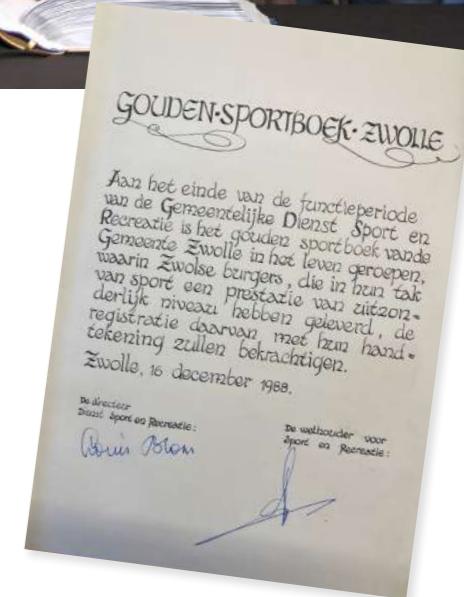 GOUDEN·SPORTBOEK·ZWOLLE
Aan het einde van de functieperiode
van de Gemeentelijke Dienst Sport en
Recreatie is het gouden sportboek van de
Gemeente Zwolle in het leven geroepen,
waarin Zwolse burgers, die in hun tak
van sport een prestatie van uitzon=
derlijk niveau hebben geleverd, de
registratie daarvan met hun hand=
tekening zullen bekrachtigen.
Zwolle, 16 december 1988.
De directeur
Dienst Sport en Recreatie:
De wethouder voor
Sport en Recreatie: